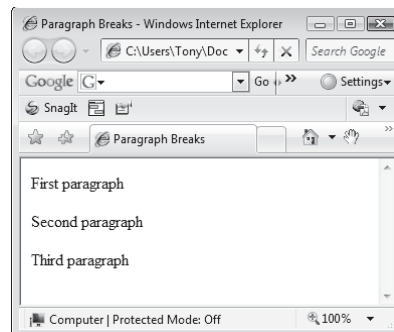 Paragraph Breaks - Windows Internet Explorer
C:\Users\Tony\Doc
Search Google
Google G
Go
»
Settings
SnagIt
Paragraph Breaks
»
First paragraph
Second paragraph
Third paragraph
Computer | Protected Mode: Off
100%